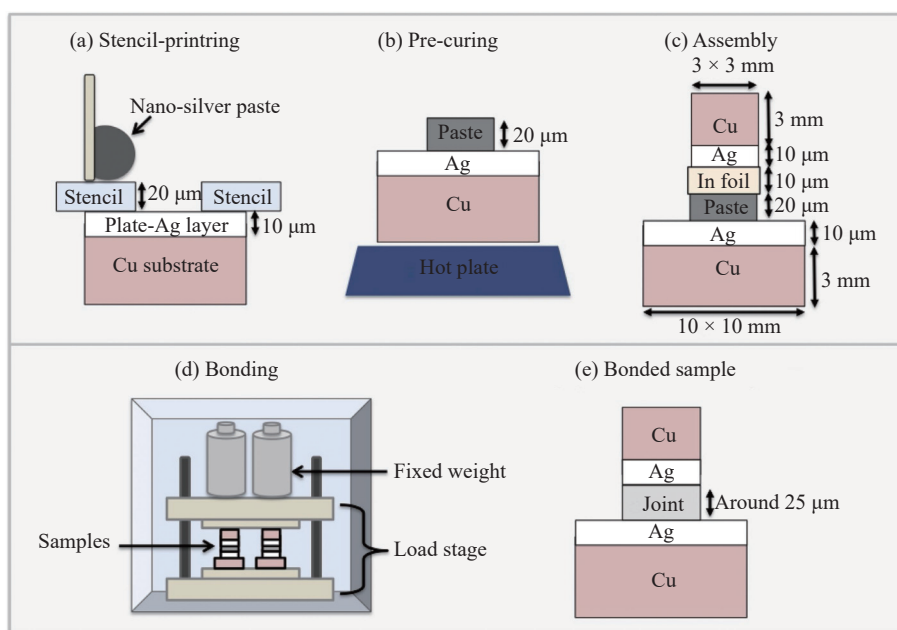 (a) Stencil-printring
Nano-silver paste
Stencil
20 μm
Stencil
Plate-Ag layer
10 μm
Cu substrate
(b) Pre-curing
Paste
20 μm
Ag
Cu
Hot plate
(c) Assembly
3 × 3 mm
Cu
3 mm
Ag
10 μm
In foil
10 μm
Paste
20 μm
Ag
10 μm
Cu
3 mm
10 × 10 mm
(d) Bonding
Fixed weight
Samples
Load stage
(e) Bonded sample
Cu
Ag
Joint
Around 25 μm
Ag
Cu